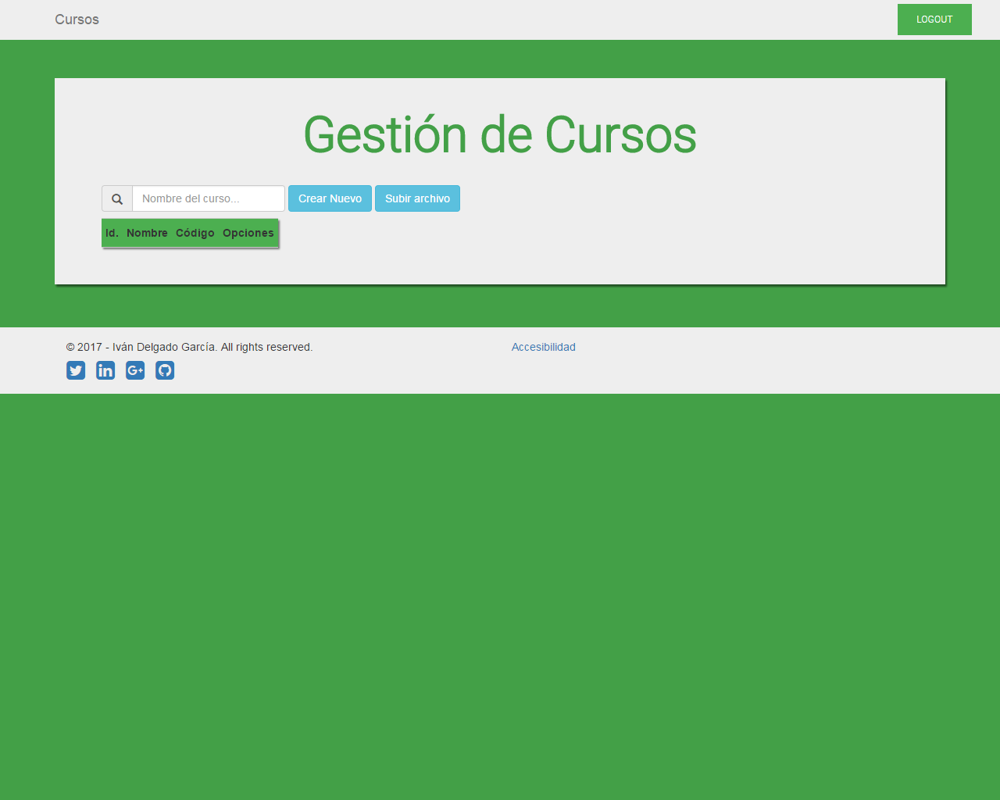 Cursos
LOGOUT
Gestión de Cursos
Nombre del curso...
Crear Nuevo
Subir archivo
Id. Nombre Código Opciones
© 2017 - Iván Delgado García. All rights reserved.
Accesibilidad